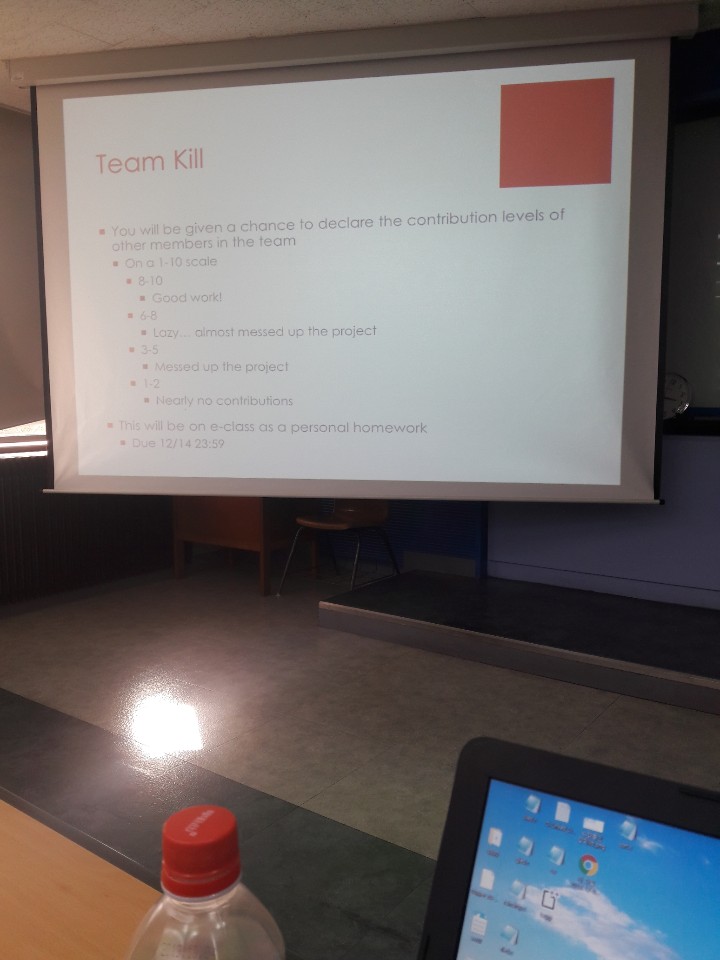 Team Kill
You will be given a chance to declare the contribution levels of
other members in the team
On a 1-10 scale
8-10
Good work!
6-8
Lazy... almost messed up the project
3-5
Messed up the project
1-2
Nearly no contributions
This will be on e-class as a personal homework
Due 12/14 23:59